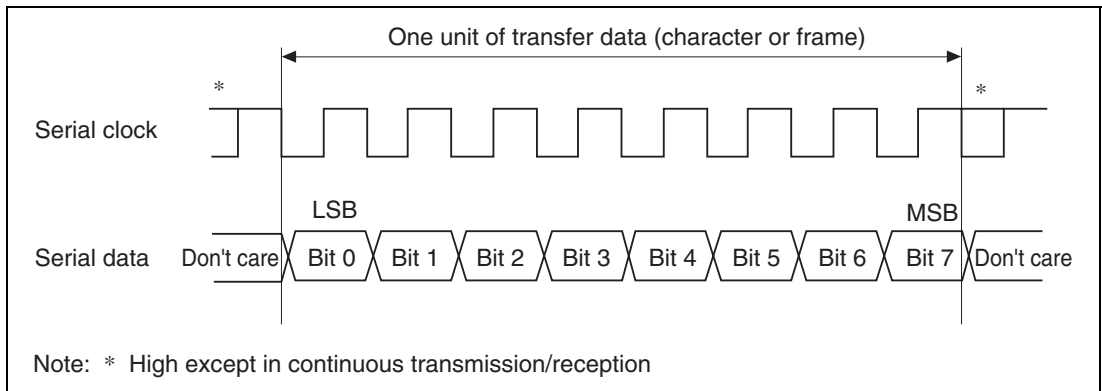 One unit of transfer data (character or frame)
* *
Serial clock
LSB MSB
Serial data Don't care Bit 0 Bit 1 Bit 2 Bit 3 Bit 4 Bit 5 Bit 6 Bit 7 Don't care
Note: * High except in continuous transmission/reception